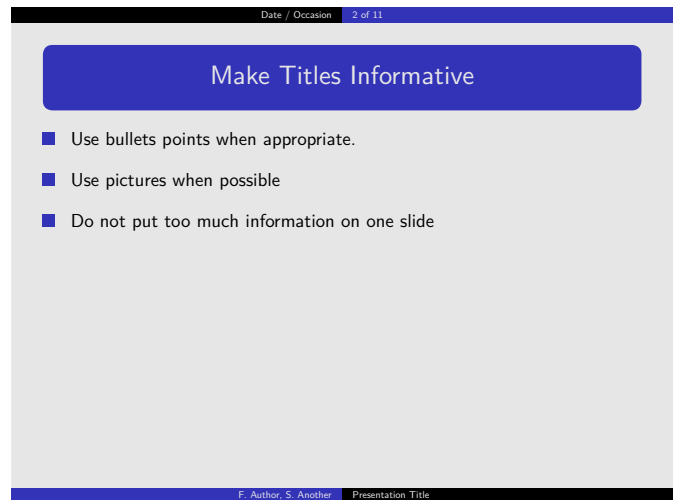 Date / Occasion 2 of 11
Make Titles Informative
Use bullets points when appropriate.
Use pictures when possible
Do not put too much information on one slide
F. Author, S. Another Presentation Title